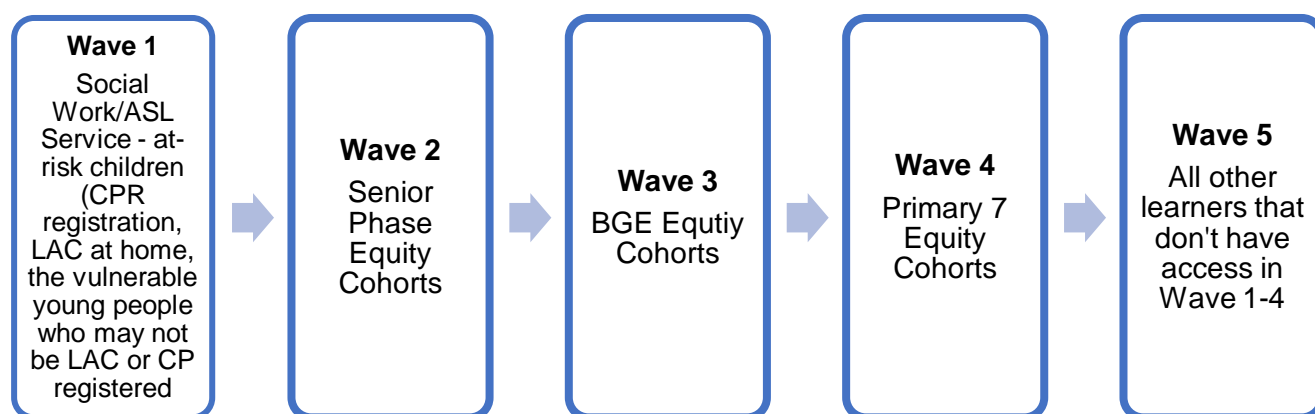 Wave 1
Social
Work/ASL
Service - at-
risk children
(CPR
registration,
LAC at home,
the vulnerable
young people
who may not
be LAC or CP
registered
Wave 2
Senior
Phase
Equity
Cohorts
Wave 3
BGE Equtiy
Cohorts
Wave 4
Primary 7
Equity
Cohorts
Wave 5
All other
learners that
don't have
access in
Wave 1-4